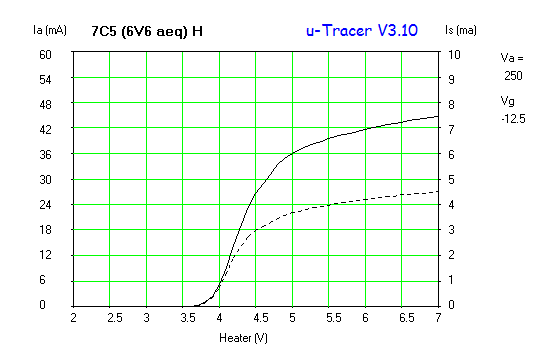 Ia (mA) 7C5 (6V6 aeq) H u-Tracer V3.10 Is (ma)
60 10 Va =
54 9 250
48 8 Vg
42 7 -12.5
36 6
30 5
24 4
18 3
12 2
6 1
0 0
2 2.5 3 3.5 4 4.5 5 5.5 6 6.5 7
Heater (V)